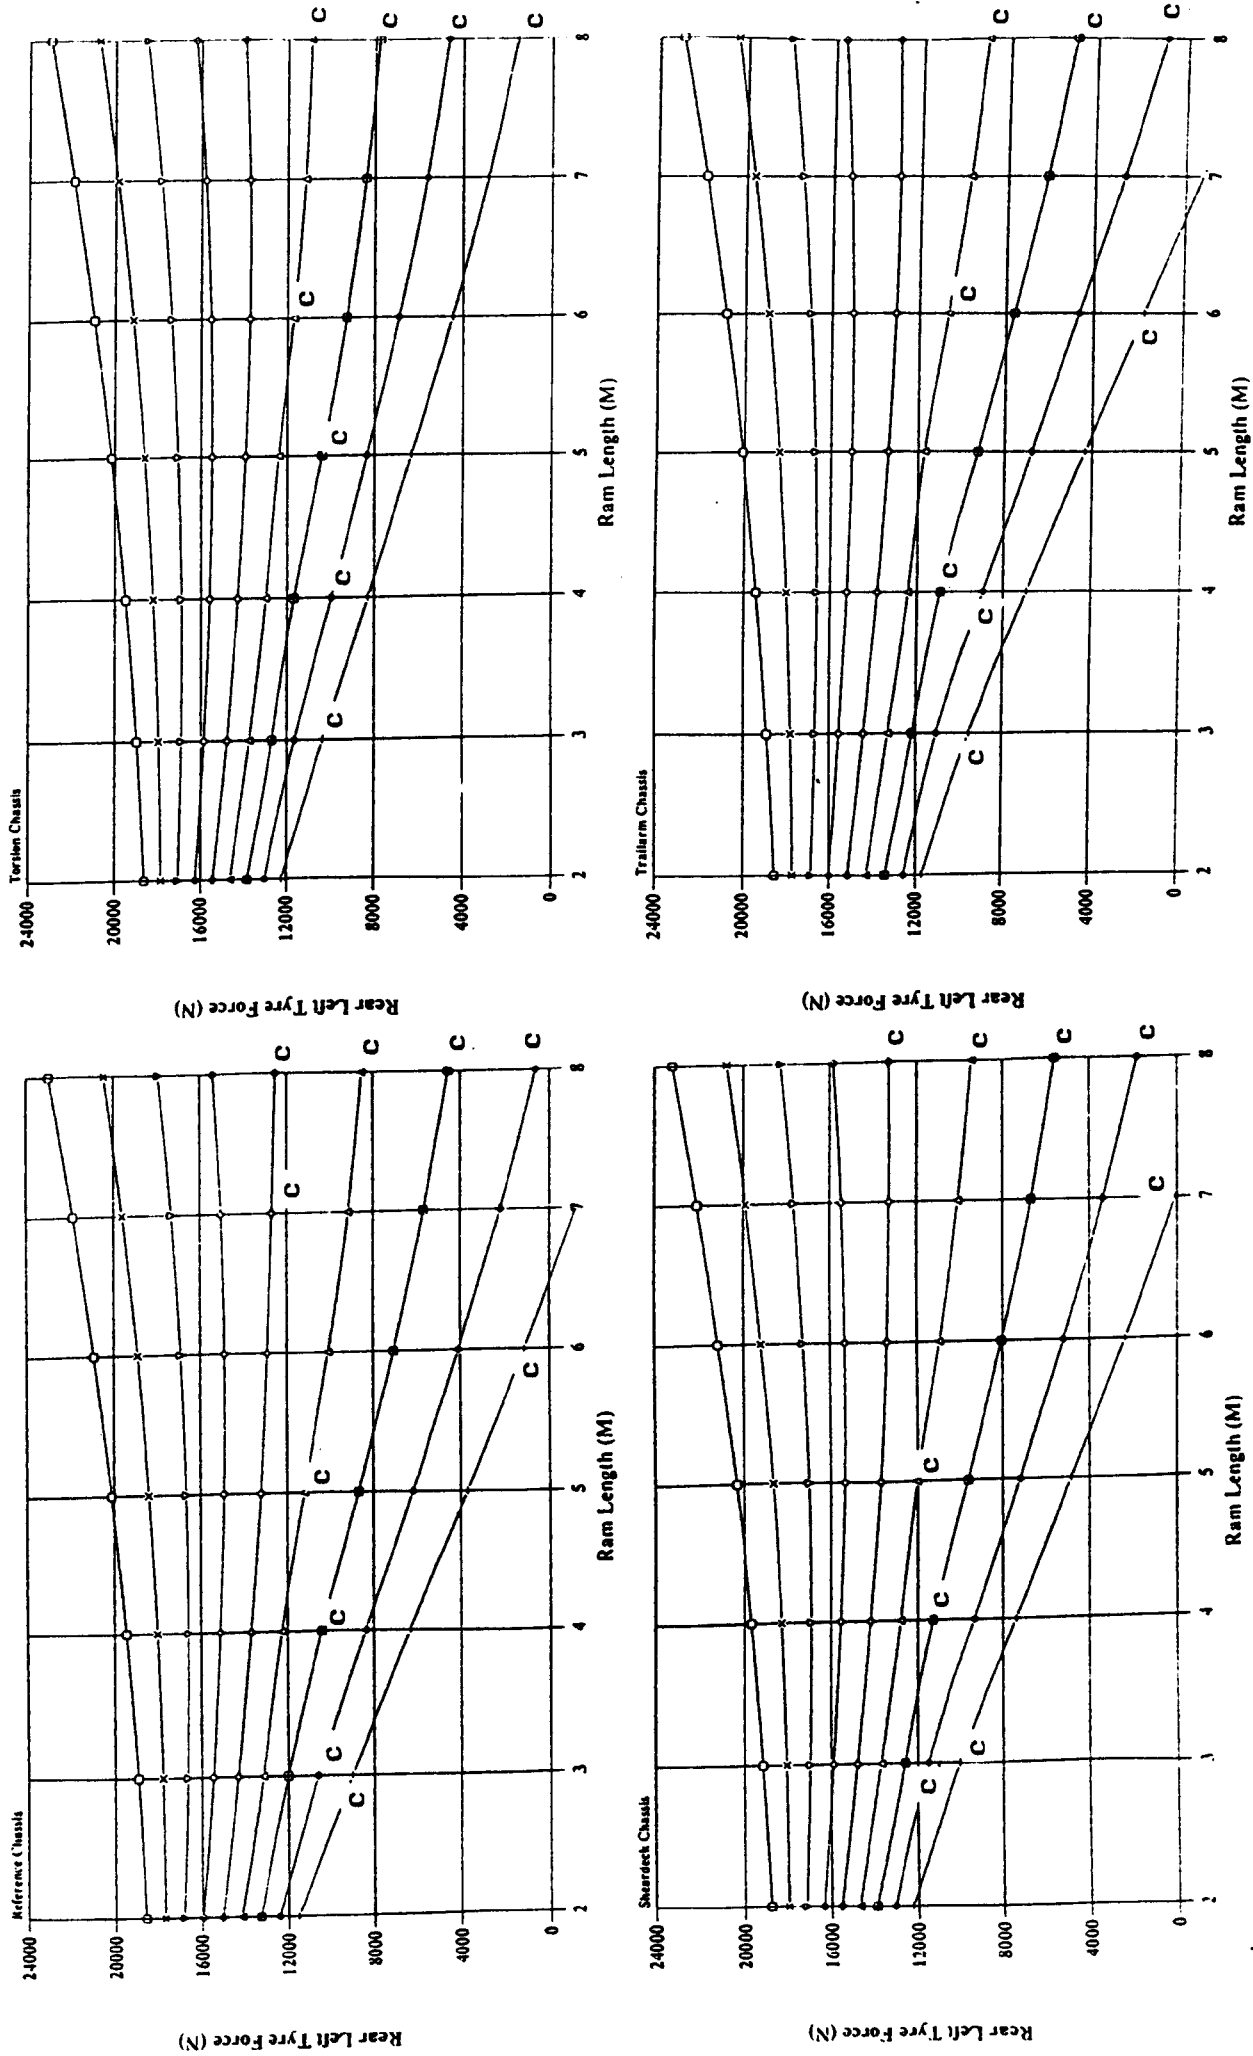 Reference Chassis
Rear Left Tyre Force (N)
24000
20000
16000
12000
8000
4000
0
C
C
C
C
C
C
C
C
C
C
2 3 4 5 6 7 8
Ram Length (M)
Torsion Chassis
Rear Left Tyre Force (N)
24000
20000
16000
12000
8000
4000
0
C
C
C
C
C
C
C
C
2 3 4 5 6 7 8
Ram Length (M)
Sheardeck Chassis
Rear Left Tyre Force (N)
24000
20000
16000
12000
8000
4000
0
C
C
C
C
C
C
C
C
C
2 3 4 5 6 7 8
Ram Length (M)
Trailarm Chassis
Rear Left Tyre Force (N)
24000
20000
16000
12000
8000
4000
0
C
C
C
C
C
C
C
C
2 3 4 5 6 7 8
Ram Length (M)